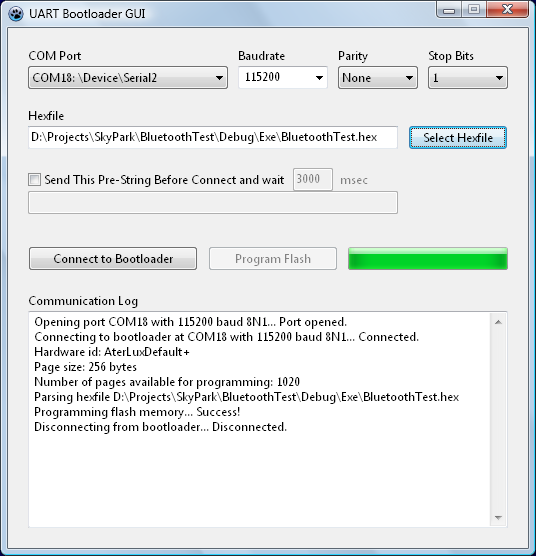 UART Bootloader GUI
COM Port
Baudrate
Parity
Stop Bits
COM18: \Device\Serial2
115200
None
1
Hexfile
D:\Projects\SkyPark\BluetoothTest\Debug\Exe\BluetoothTest.hex
Select Hexfile
Send This Pre-String Before Connect and wait
3000
msec
Connect to Bootloader
Program Flash
Communication Log
Opening port COM18 with 115200 baud 8N1... Port opened.
Connecting to bootloader at COM18 with 115200 baud 8N1... Connected.
Hardware id: AterLuxDefault+
Page size: 256 bytes
Number of pages available for programming: 1020
Parsing hexfile D:\Projects\SkyPark\BluetoothTest\Debug\Exe\BluetoothTest.hex
Programming flash memory... Success!
Disconnecting from bootloader... Disconnected.